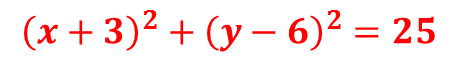 (x + 3)² + (y − 6)² = 25